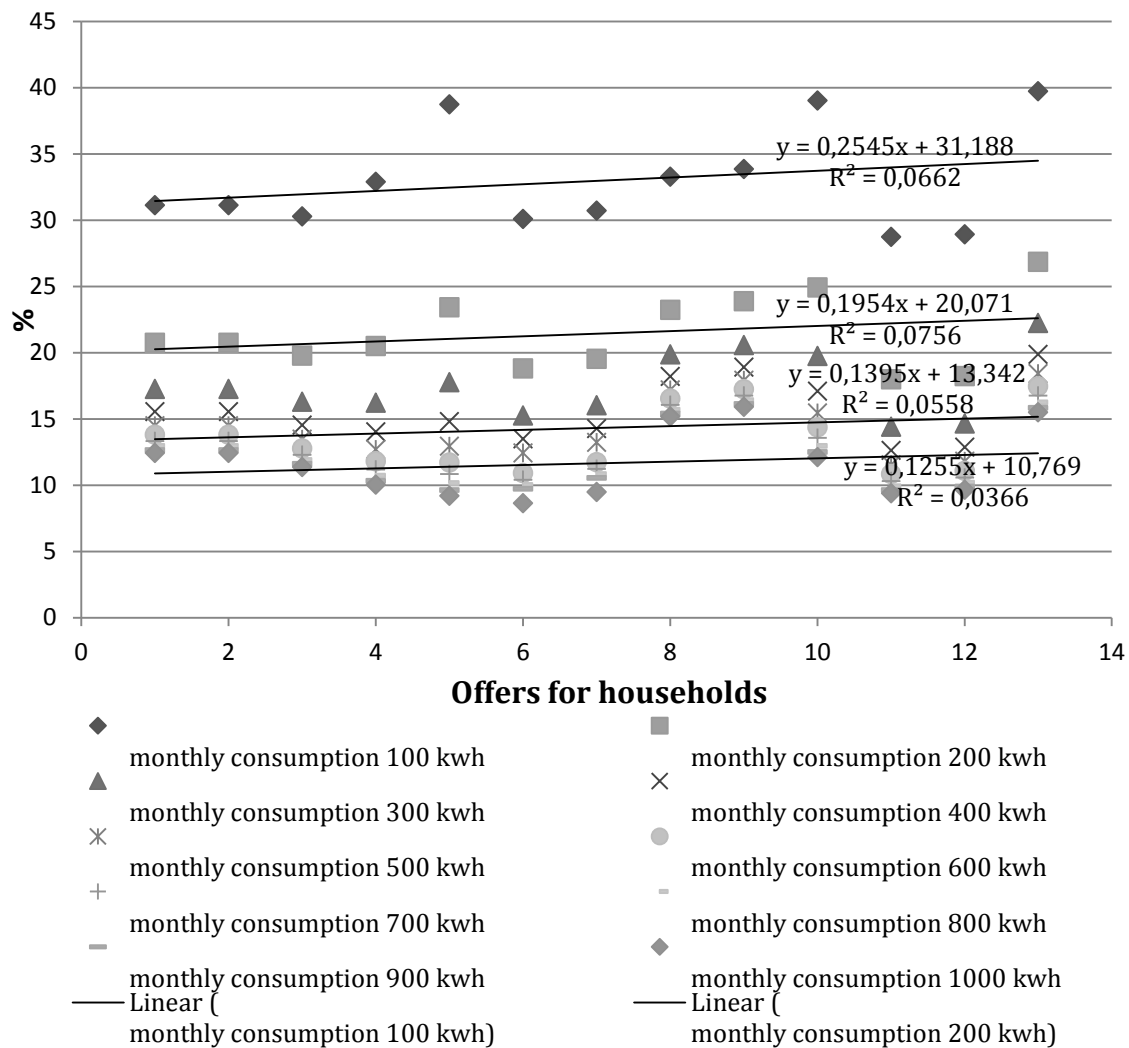 45
40
35
30
25
20
15
10
5
0
%
y = 0,2545x + 31,188
R² = 0,0662
y = 0,1954x + 20,071
R² = 0,0756
y = 0,1395x + 13,342
R² = 0,0558
y = 0,1255x + 10,769
R² = 0,0366
0 2 4 6 8 10 12 14
Offers for households
monthly consumption 100 kwh
monthly consumption 200 kwh
monthly consumption 300 kwh
monthly consumption 400 kwh
monthly consumption 500 kwh
monthly consumption 600 kwh
monthly consumption 700 kwh
monthly consumption 800 kwh
monthly consumption 900 kwh
monthly consumption 1000 kwh
Linear (
monthly consumption 100 kwh)
Linear (
monthly consumption 200 kwh)